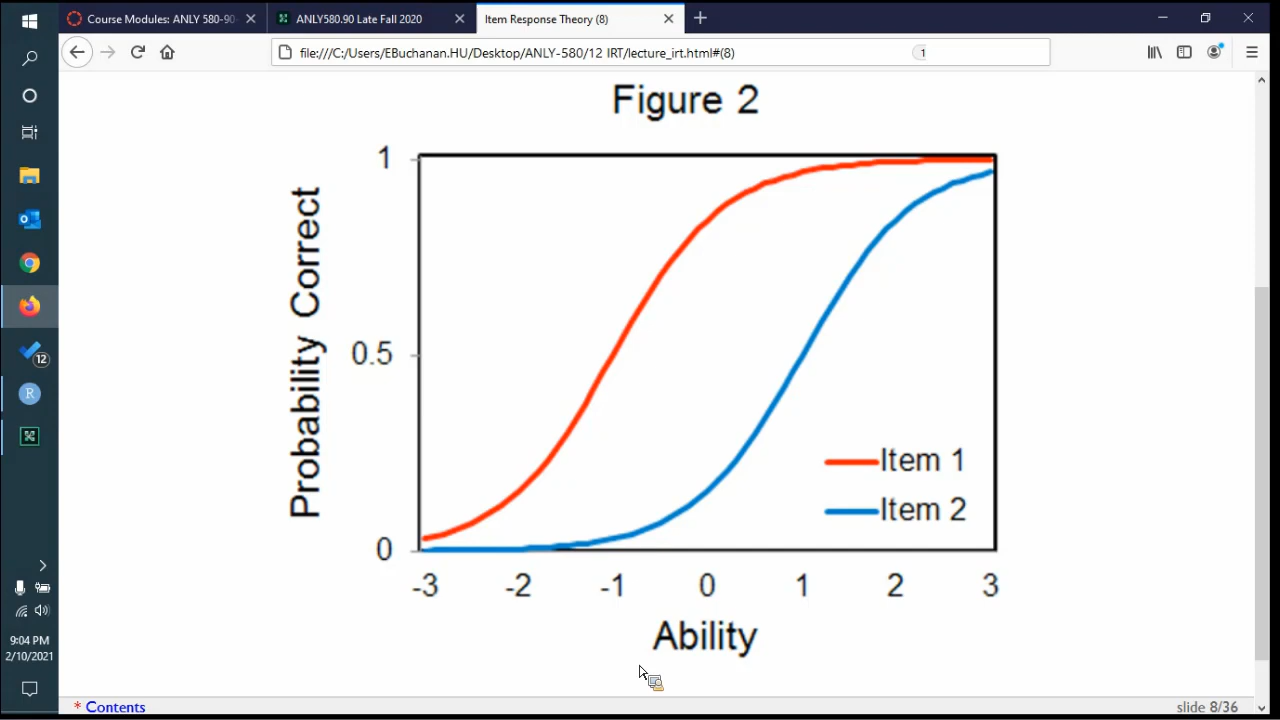 Course Modules: ANLY 580-90-
ANLY580.90 Late Fall 2020
Item Response Theory (8)
file:///C:/Users/EBuchanan.HU/Desktop/ANLY-580/12 IRT/lecture_irt.html#(8)
1
Figure 2
Probability Correct
1
0.5
0
Item 1
Item 2
-3 -2 -1 0 1 2 3
Ability
12
R
9:04 PM
2/10/2021
* Contents
slide 8/36